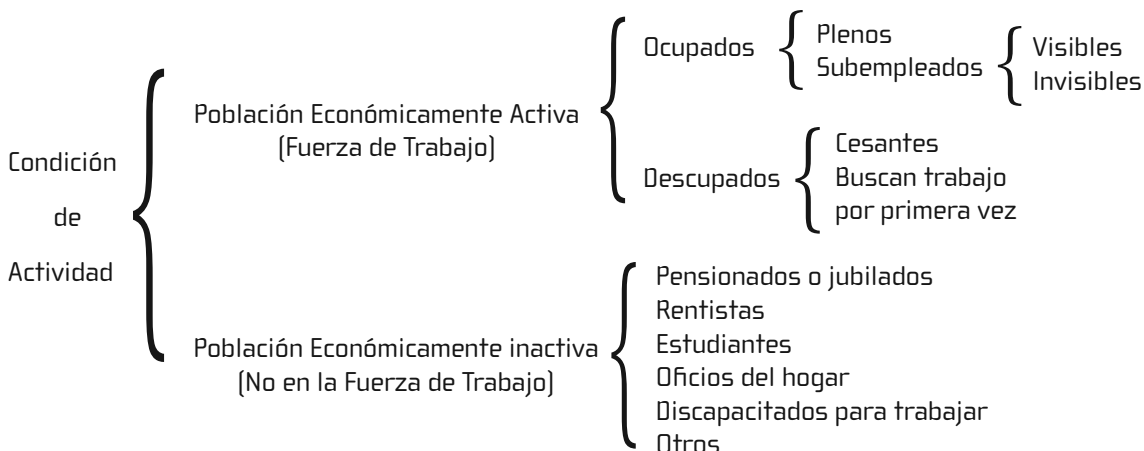 Condición
de
Actividad
Población Económicamente Activa
(Fuerza de Trabajo)
Ocupados
Plenos
Subempleados
Visibles
Invisibles
Descupados
Cesantes
Buscan trabajo
por primera vez
Población Económicamente inactiva
(No en la Fuerza de Trabajo)
Pensionados o jubilados
Rentistas
Estudiantes
Oficios del hogar
Discapacitados para trabajar
Otros